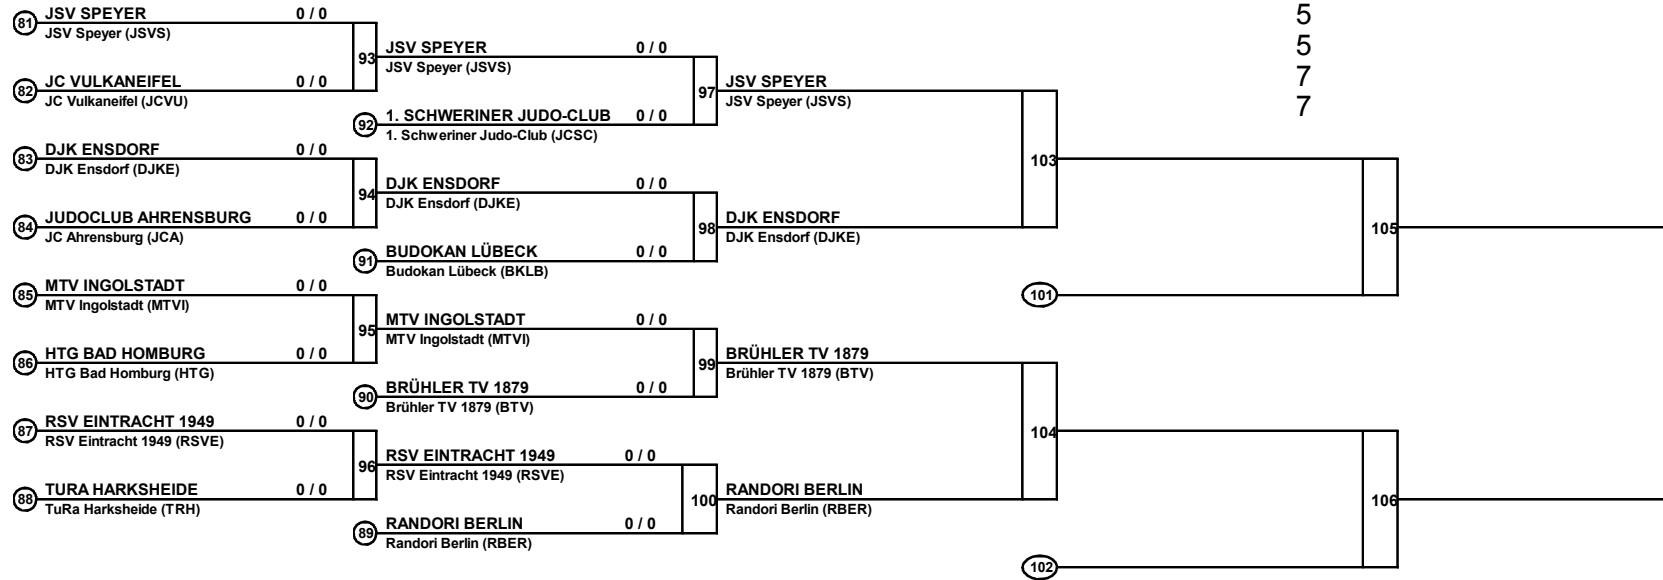 81 JSV SPEYER 0 / 0
JSV Speyer (JSVS)
82 JC VULKANEIFEL 0 / 0
JC Vulkaneifel (JCVU)
83 DJK ENSDORF 0 / 0
DJK Ensdorf (DJKE)
84 JUDOCLUB AHRENSBURG 0 / 0
JC Ahrensburg (JCA)
85 MTV INGOLSTADT 0 / 0
MTV Ingolstadt (MTVI)
86 HTG BAD HOMBURG 0 / 0
HTG Bad Homburg (HTG)
87 RSV EINTRACHT 1949 0 / 0
RSV Eintracht 1949 (RSVE)
88 TURA HARKSHEIDE 0 / 0
TuRa Harksheide (TRH)
93 JSV SPEYER 0 / 0
JSV Speyer (JSVS)
92 1. SCHWERINER JUDO-CLUB 0 / 0
1. Schweriner Judo-Club (JCSC)
94 DJK ENSDORF 0 / 0
DJK Ensdorf (DJKE)
91 BUDOKAN LÜBECK 0 / 0
Budokan Lübeck (BKLB)
95 MTV INGOLSTADT 0 / 0
MTV Ingolstadt (MTVI)
90 BRÜHLER TV 1879 0 / 0
Brühler TV 1879 (BTV)
96 RSV EINTRACHT 1949 0 / 0
RSV Eintracht 1949 (RSVE)
89 RANDORI BERLIN 0 / 0
Randori Berlin (RBER)
97 JSV SPEYER
JSV Speyer (JSVS)
98 DJK ENSDORF
DJK Ensdorf (DJKE)
99 BRÜHLER TV 1879
Brühler TV 1879 (BTV)
100 RANDORI BERLIN
Randori Berlin (RBER)
103
101
104
102
105
106
5
5
7
7